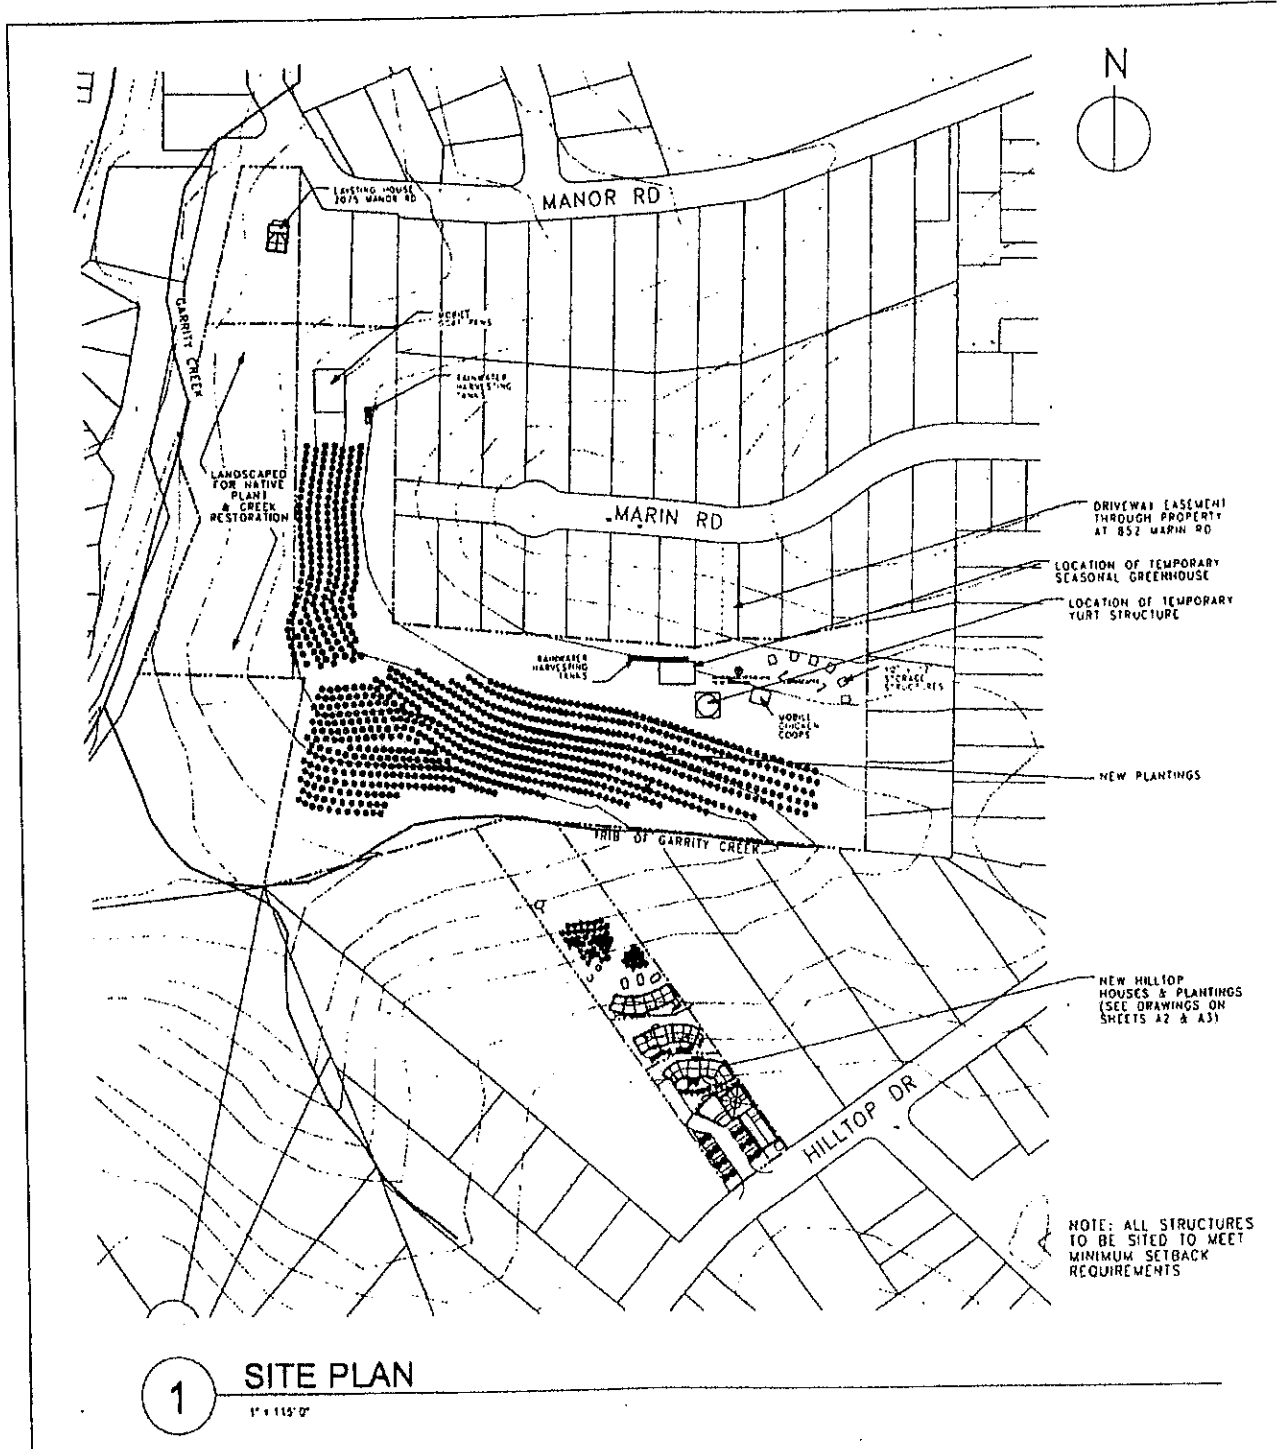 N
EXISTING HOUSE
2075 MANOR RD
MANOR RD
GARRITY CREEK
RAINWATER
HARVESTING
TANKS
LANDSCAPED
FOR NATIVE
PLANT
& CREEK
RESTORATION
MARIN RD
DRIVEWAY EASEMENT
THROUGH PROPERTY
AT 852 MARIN RD
LOCATION OF TEMPORARY
SEASONAL GREENHOUSE
LOCATION OF TEMPORARY
YURT STRUCTURE
RAINWATER
HARVESTING
TANKS
STORAGE
STRUCTURES
MOBILE
CHICKEN
COOPS
NEW PLANTINGS
TRIB of GARRITY CREEK
NEW HILLTOP
HOUSES & PLANTINGS
(SEE DRAWINGS ON
SHEETS A2 & A3)
HILLTOP DR
NOTE: ALL STRUCTURES
TO BE SITED TO MEET
MINIMUM SETBACK
REQUIREMENTS
1
SITE PLAN
1" = 115'0"